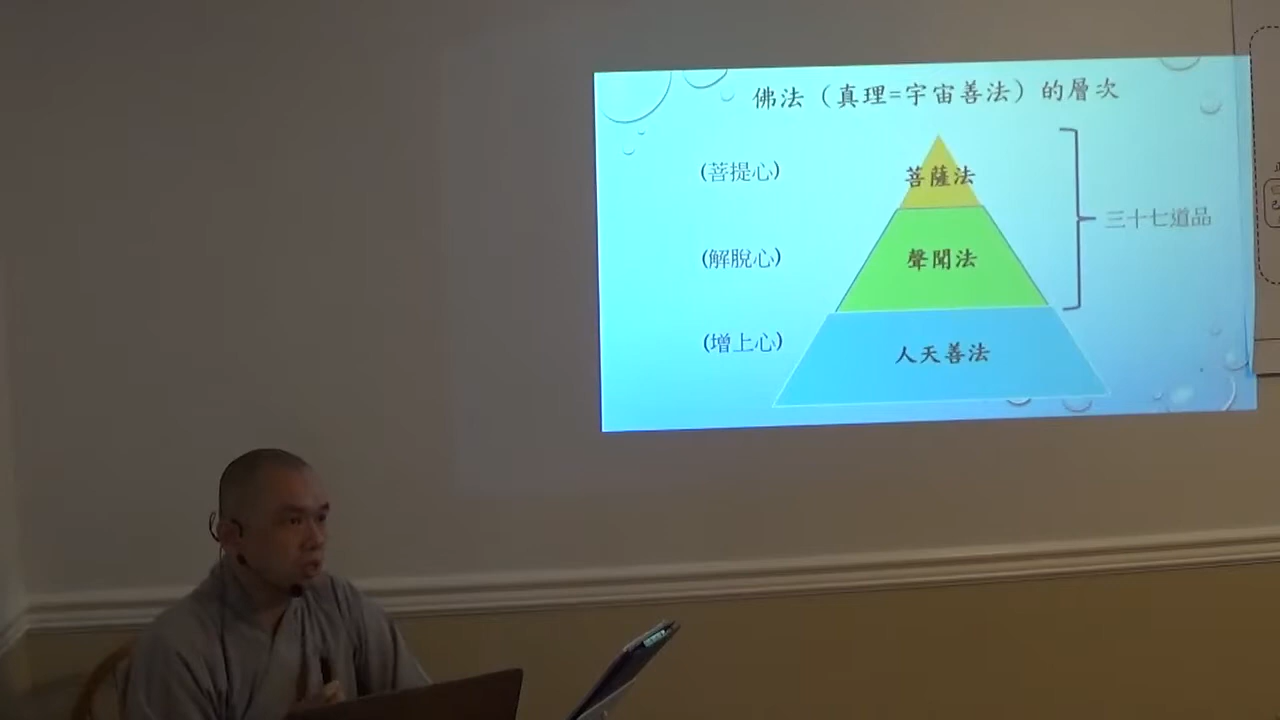 佛法（真理=宇宙善法）的層次
(菩提心)
菩薩法
三十七道品
(解脫心)
聲聞法
(增上心)
人天善法